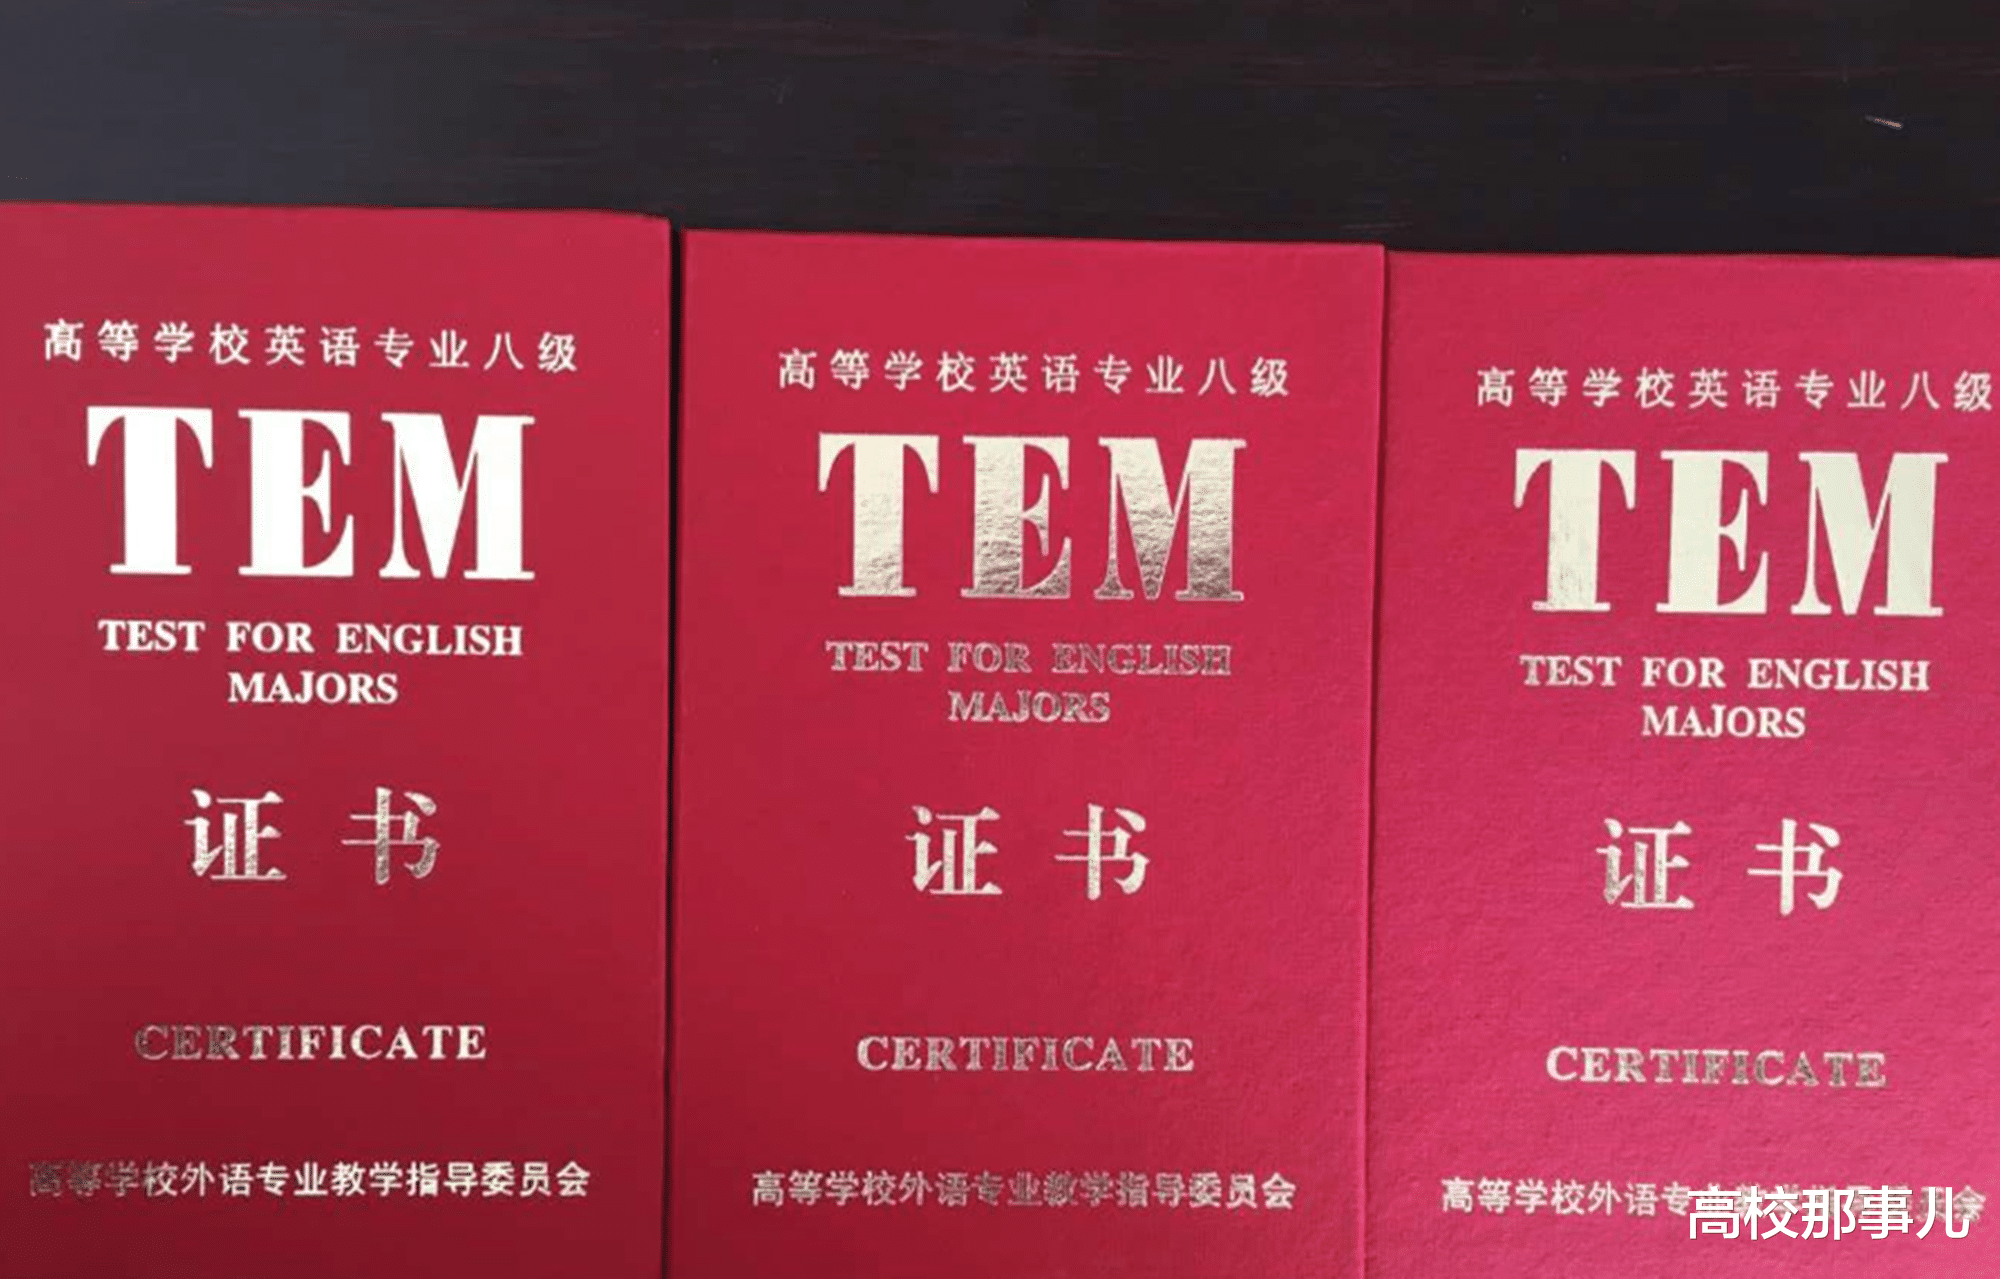 高等学校英语专业八级
TEM
TEST FOR ENGLISH
MAJORS
证书
CERTIFICATE
高等学校外语专业教学指导委员会
高等学校英语专业八级
TEM
TEST FOR ENGLISH
MAJORS
证书
CERTIFICATE
高等学校外语专业教学指导委员会
高等学校英语专业八级
TEM
TEST FOR ENGLISH
MAJORS
证书
CERTIFICATE
高等学校外语专业
高校那事儿